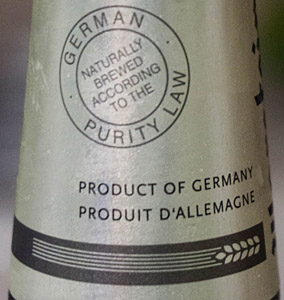 GERMAN
NATURALLY
BREWED
ACCORDING
TO THE
PURITY LAW
PRODUCT OF GERMANY
PRODUIT D'ALLEMAGNE